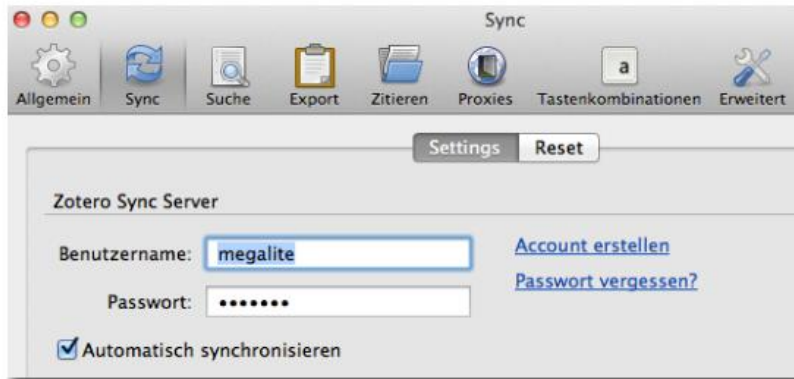 Sync
Allgemein Sync Suche Export Zitieren Proxies a Tastenkombinationen Erweitert
Settings Reset
Zotero Sync Server
Benutzername: megalite Account erstellen
Passwort: ••••••• Passwort vergessen?
Automatisch synchronisieren